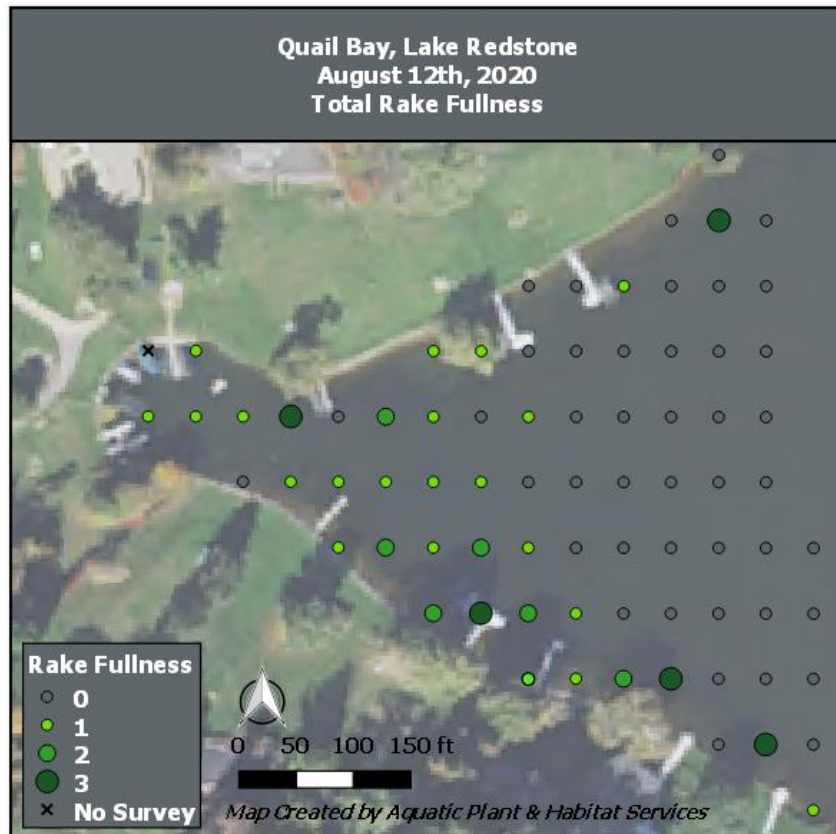 Quail Bay, Lake Redstone
August 12th, 2020
Total Rake Fullness
Rake Fullness
0
1
2
3
No Survey
0 50 100 150 ft
Map Created by Aquatic Plant & Habitat Services